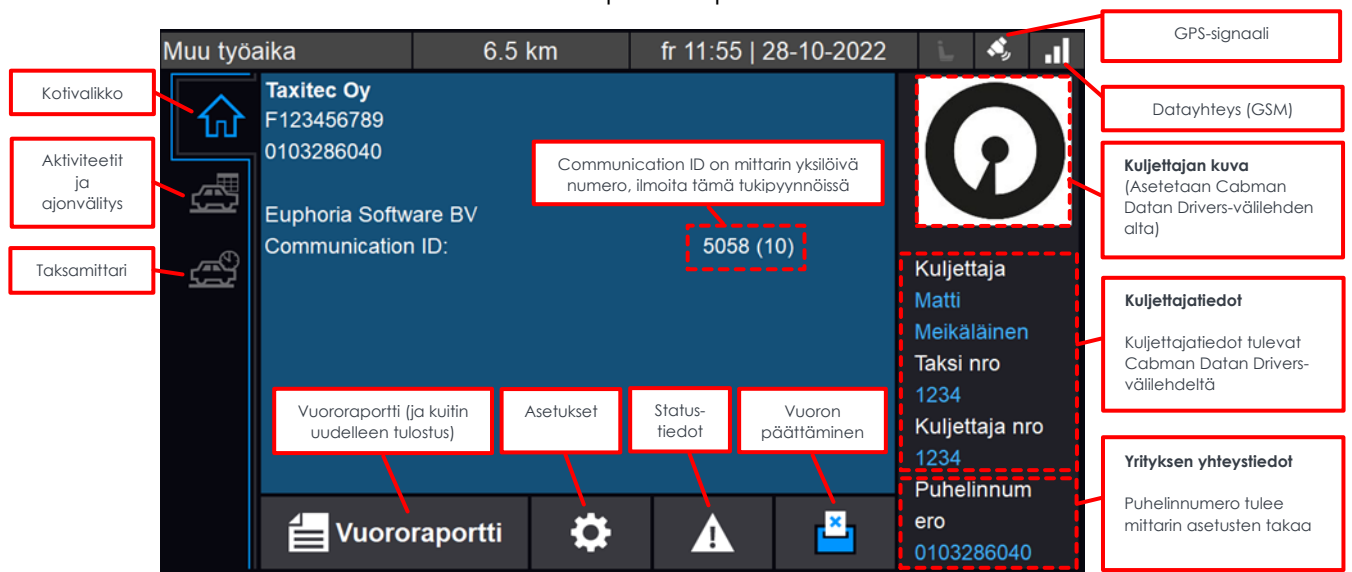 GPS-signaali
Muu työaika
6.5 km
fr 11:55 | 28-10-2022
Kotivalikko
Datayhteys (GSM)
Taxitec Oy
F123456789
0103286040
Aktiviteetit
ja
ajonvälitys
Communication ID on mittarin yksilöivä
numero, ilmoita tämä tukipyynnöissä
Kuljettajan kuva
(Asetetaan Cabman
Datan Drivers-välilehden
alta)
Euphoria Software BV
Communication ID:
5058 (10)
Taksamittari
Kuljettaja
Matti
Meikäläinen
Taksi nro
1234
Kuljettaja nro
1234
Kuljettajatiedot
Kuljettajatiedot tulevat
Cabman Datan Drivers-
välilehdeltä
Vuororaportti (ja kuitin
uudelleen tulostus)
Asetukset
Status-
tiedot
Vuoron
päättäminen
Puhelinnum
ero
0103286040
Yrityksen yhteystiedot
Puhelinnumero tulee
mittarin asetusten takaa
Vuororaportti